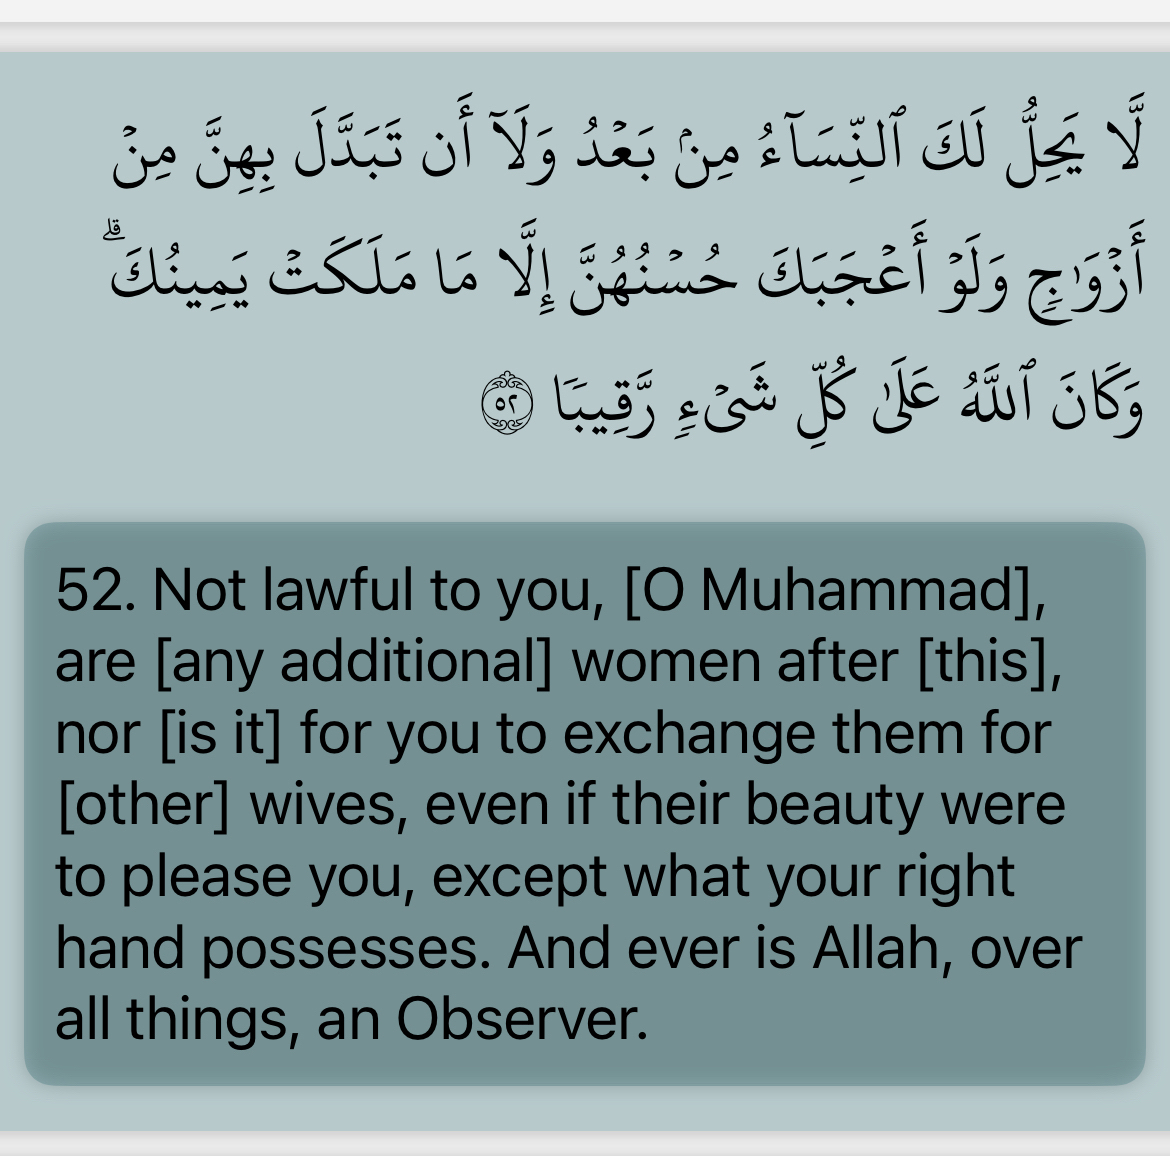 لَّا يَحِلُّ لَكَ ٱلنِّسَآءُ مِنۢ بَعْدُ وَلَآ أَن تَبَدَّلَ بِهِنَّ مِنْ
أَزْوَٰجٍ وَلَوْ أَعْجَبَكَ حُسْنُهُنَّ إِلَّا مَا مَلَكَتْ يَمِينُكَ ۗ
وَكَانَ ٱللَّهُ عَلَىٰ كُلِّ شَىْءٍ رَّقِيبًا ٥٢
52. Not lawful to you, [O Muhammad],
are [any additional] women after [this],
nor [is it] for you to exchange them for
[other] wives, even if their beauty were
to please you, except what your right
hand possesses. And ever is Allah, over
all things, an Observer.